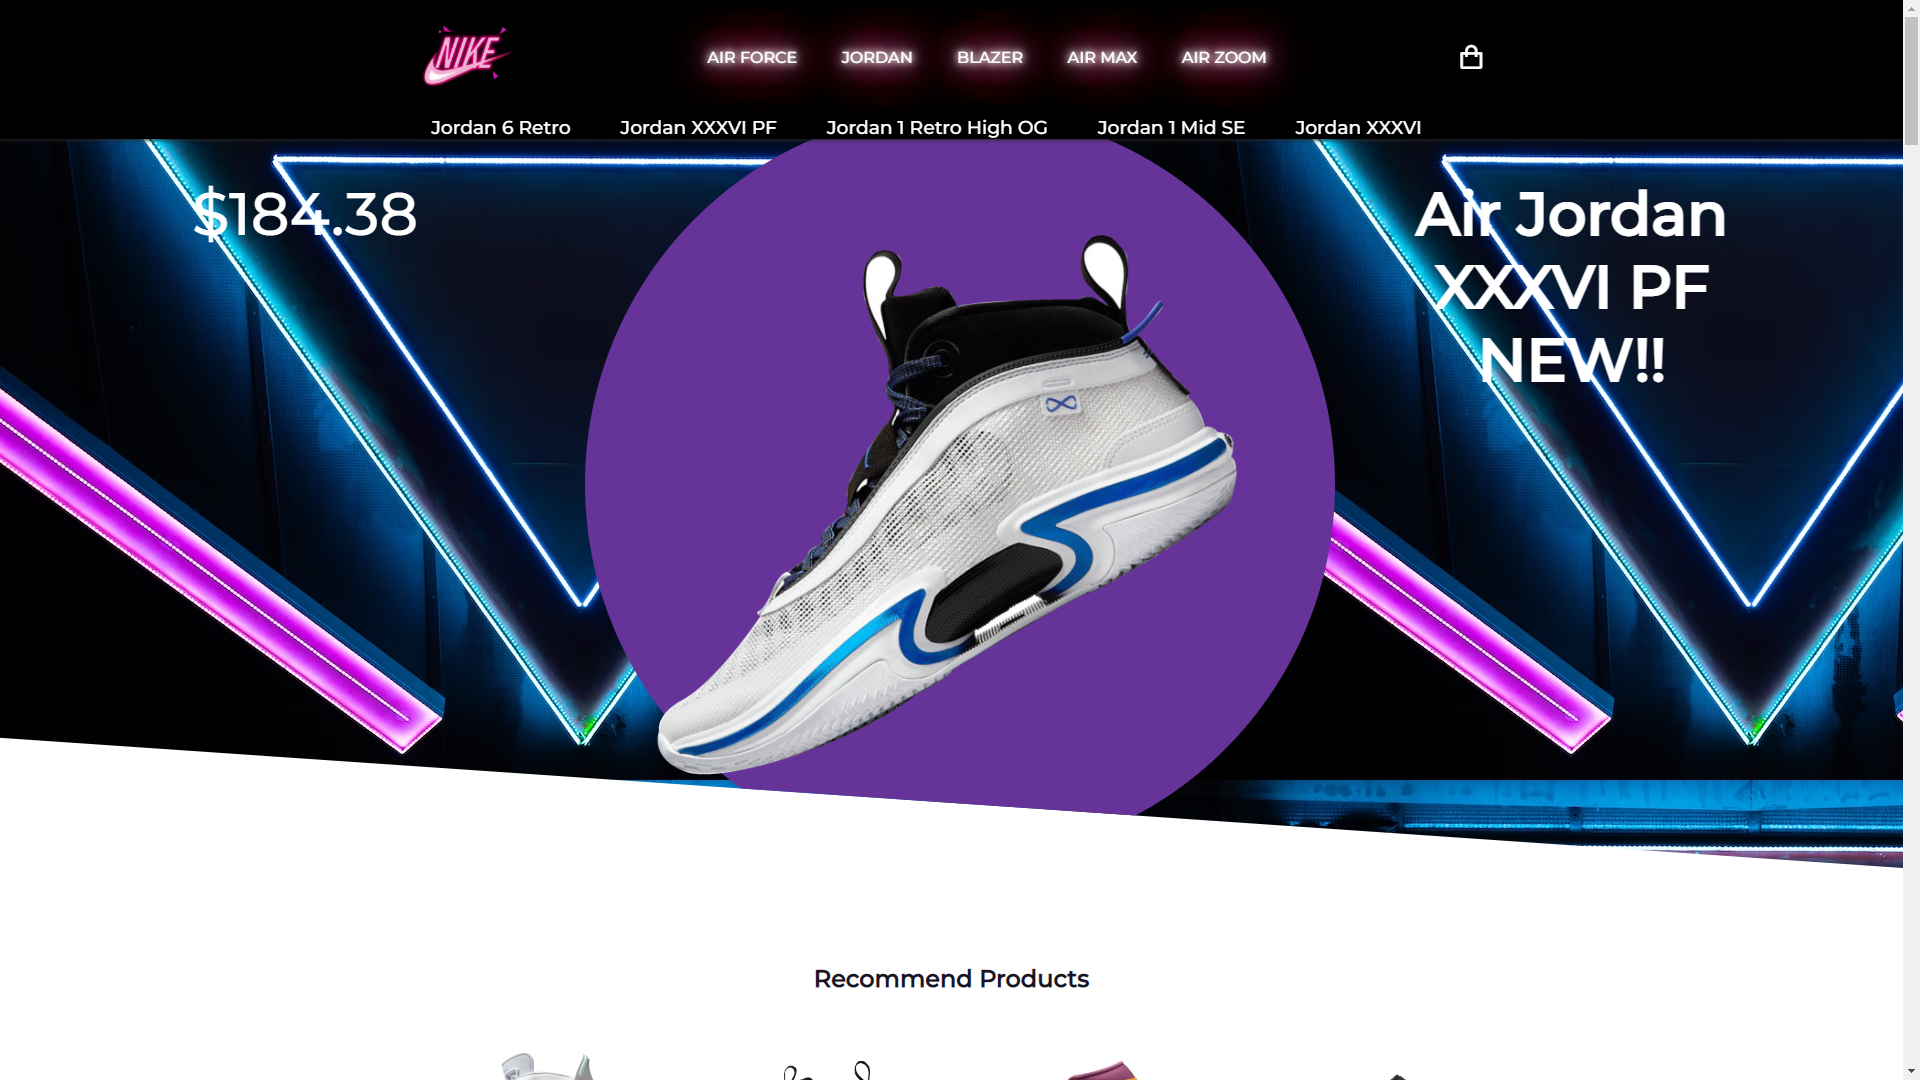 NIKE
AIR FORCE JORDAN BLAZER AIR MAX AIR ZOOM
Jordan 6 Retro Jordan XXXVI PF Jordan 1 Retro High OG Jordan 1 Mid SE Jordan XXXVI
$184.38
Air Jordan
XXXVI PF
NEW!!
Recommend Products